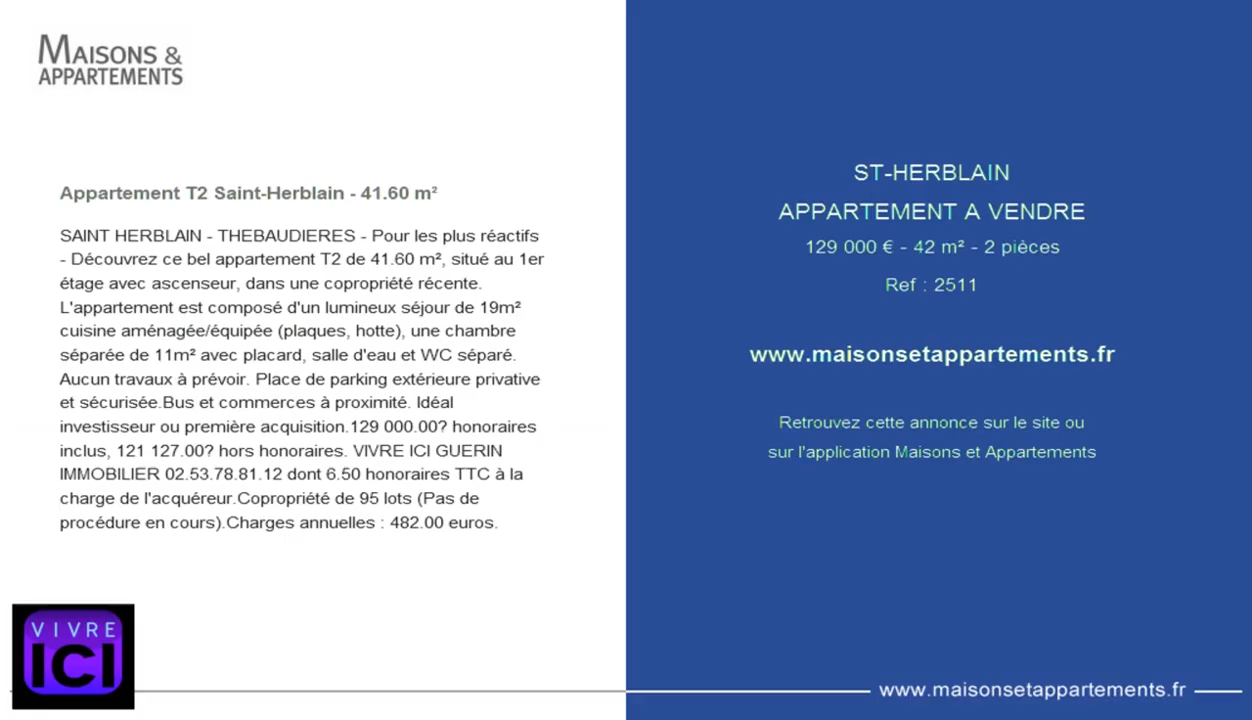 MAISONS &
APPARTEMENTS
Appartement T2 Saint-Herblain - 41.60 m²
SAINT HERBLAIN - THEBAUDIERES - Pour les plus réactifs
- Découvrez ce bel appartement T2 de 41.60 m², situé au 1er
étage avec ascenseur, dans une copropriété récente.
L'appartement est composé d'un lumineux séjour de 19m²
cuisine aménagée/équipée (plaques, hotte), une chambre
séparée de 11m² avec placard, salle d'eau et WC séparé.
Aucun travaux à prévoir. Place de parking extérieure privative
et sécurisée.Bus et commerces à proximité. Idéal
investisseur ou première acquisition.129 000.00? honoraires
inclus, 121 127.00? hors honoraires. VIVRE ICI GUERIN
IMMOBILIER 02.53.78.81.12 dont 6.50 honoraires TTC à la
charge de l'acquéreur.Copropriété de 95 lots (Pas de
procédure en cours).Charges annuelles : 482.00 euros.
VIVRE
ICI
ST-HERBLAIN
APPARTEMENT A VENDRE
129 000 € - 42 m² - 2 pièces
Ref : 2511
www.maisonsetappartements.fr
Retrouvez cette annonce sur le site ou
sur l'application Maisons et Appartements
www.maisonsetappartements.fr